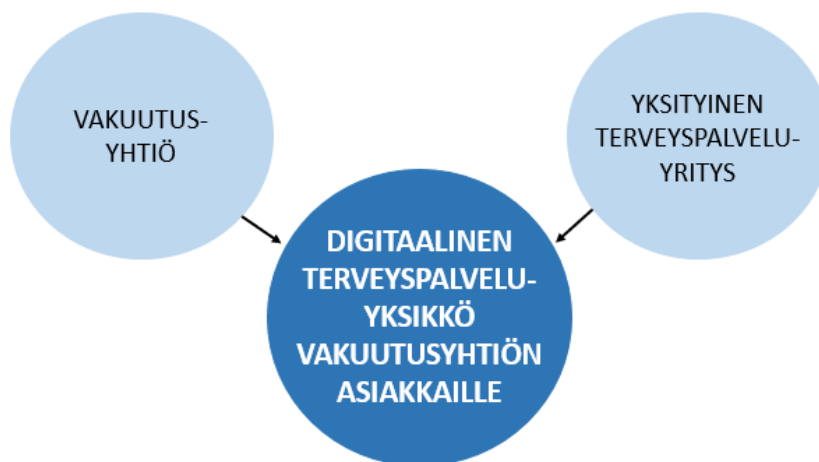 VAKUUTUS-
YHTIÖ
YKSITYINEN
TERVEYSPALVELU-
YRITYS
DIGITAALINEN
TERVEYSPALVELU-
YKSIKKÖ
VAKUUTUSYHTIÖN
ASIAKKAILLE